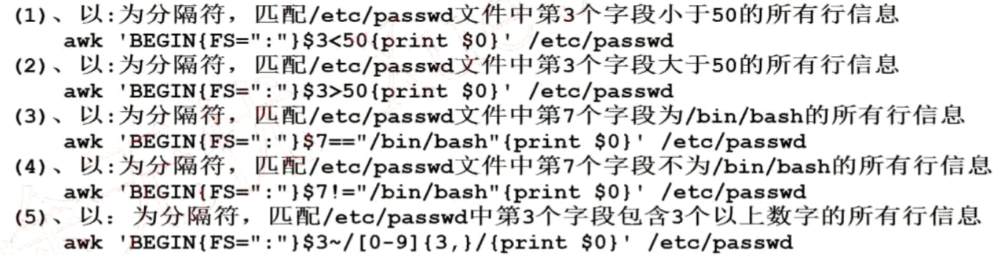 (1)、以:为分隔符，匹配/etc/passwd文件中第3个字段小于50的所有行信息
awk 'BEGIN{FS=":"}$3<50{print $0}' /etc/passwd
(2)、以:为分隔符，匹配/etc/passwd文件中第3个字段大于50的所有行信息
awk 'BEGIN{FS=":"}$3>50{print $0}' /etc/passwd
(3)、以:为分隔符，匹配/etc/passwd文件中第7个字段为/bin/bash的所有行信息
awk 'BEGIN{FS=":"}$7=="/bin/bash"{print $0}' /etc/passwd
(4)、以:为分隔符，匹配/etc/passwd文件中第7个字段不为/bin/bash的所有行信息
awk 'BEGIN{FS=":"}$7!="/bin/bash"{print $0}' /etc/passwd
(5)、以：为分隔符，匹配/etc/passwd中第3个字段包含3个以上数字的所有行信息
awk 'BEGIN{FS=":"}$3~/[0-9]{3,}/{print $0}' /etc/passwd